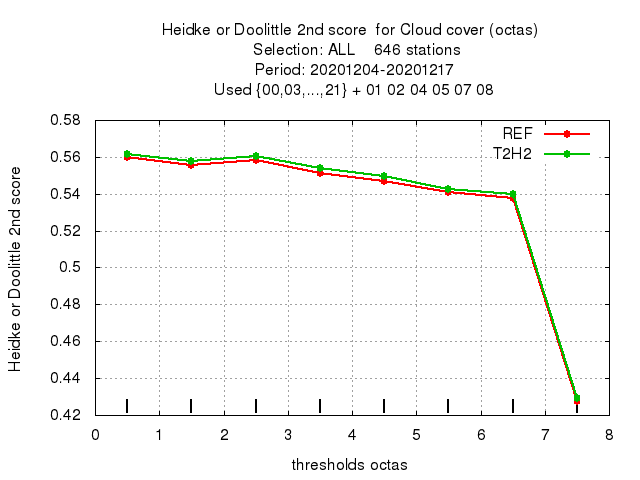 Heidke or Doolittle 2nd score  for Cloud cover (octas)
Selection: ALL    646 stations
Period: 20201204-20201217
Used {00,03,...,21} + 01 02 04 05 07 08
REF
T2H2
Heidke or Doolittle 2nd score
0.58
0.56
0.54
0.52
0.5
0.48
0.46
0.44
0.42
0 1 2 3 4 5 6 7 8
thresholds octas